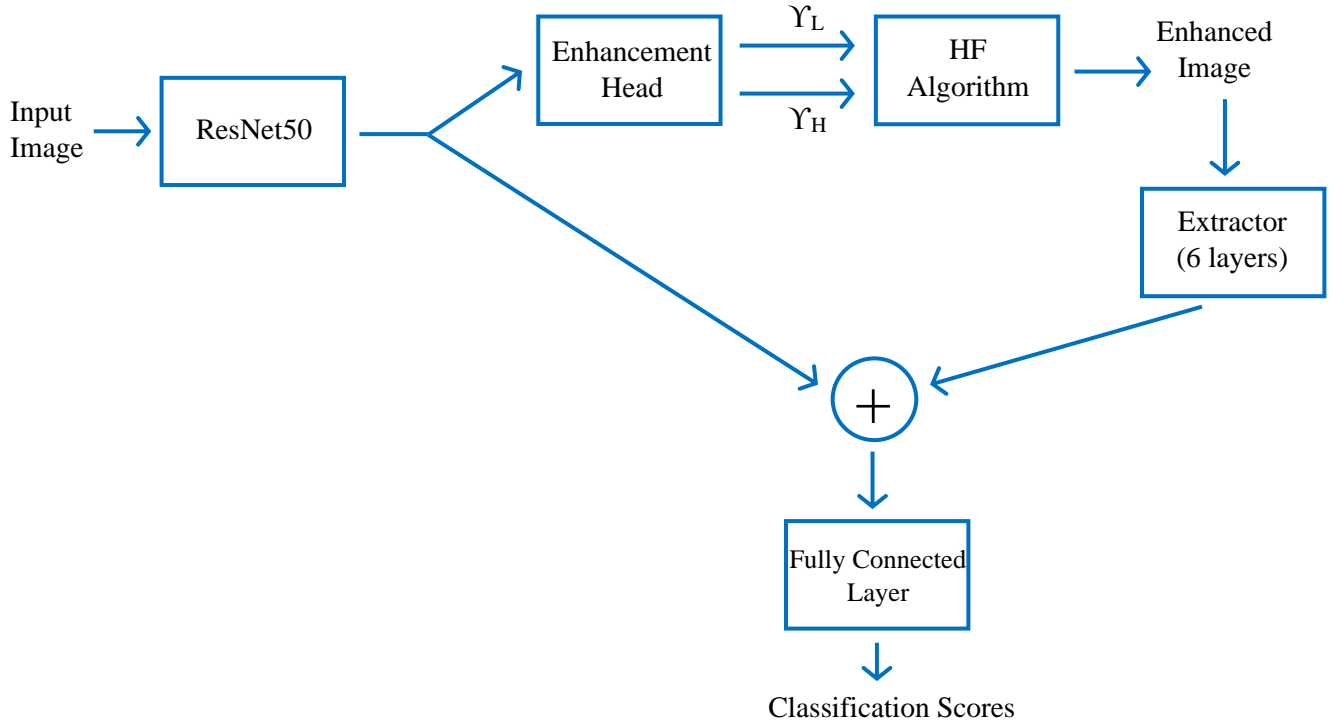 Input
Image
ResNet50
Enhancement
Head
ϒL
ϒH
HF
Algorithm
Enhanced
Image
Extractor
(6 layers)
+
Fully Connected
Layer
Classification Scores